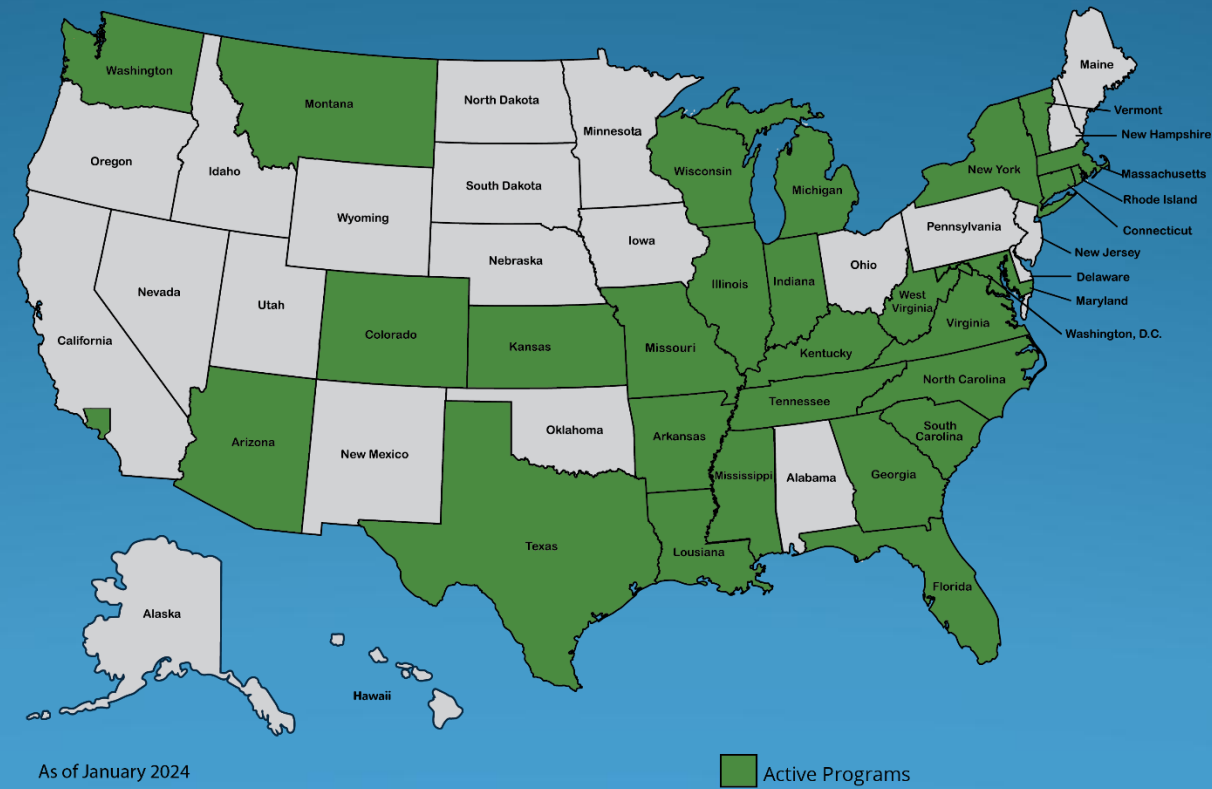 Washington
Montana
North Dakota
Minnesota
Maine
Vermont
New Hampshire
Oregon
Idaho
South Dakota
Wisconsin
Michigan
New York
Massachusetts
Rhode Island
Connecticut
Wyoming
Iowa
Pennsylvania
New Jersey
Nebraska
Ohio
Delaware
Nevada
Utah
Illinois
Indiana
West
Virginia
Maryland
California
Colorado
Kansas
Missouri
Kentucky
Virginia
Washington, D.C.
Tennessee
North Carolina
Arizona
New Mexico
Oklahoma
Arkansas
South
Carolina
Mississippi
Alabama
Georgia
Texas
Lousiana
Florida
Alaska
Hawaii
As of January 2024
Active Programs